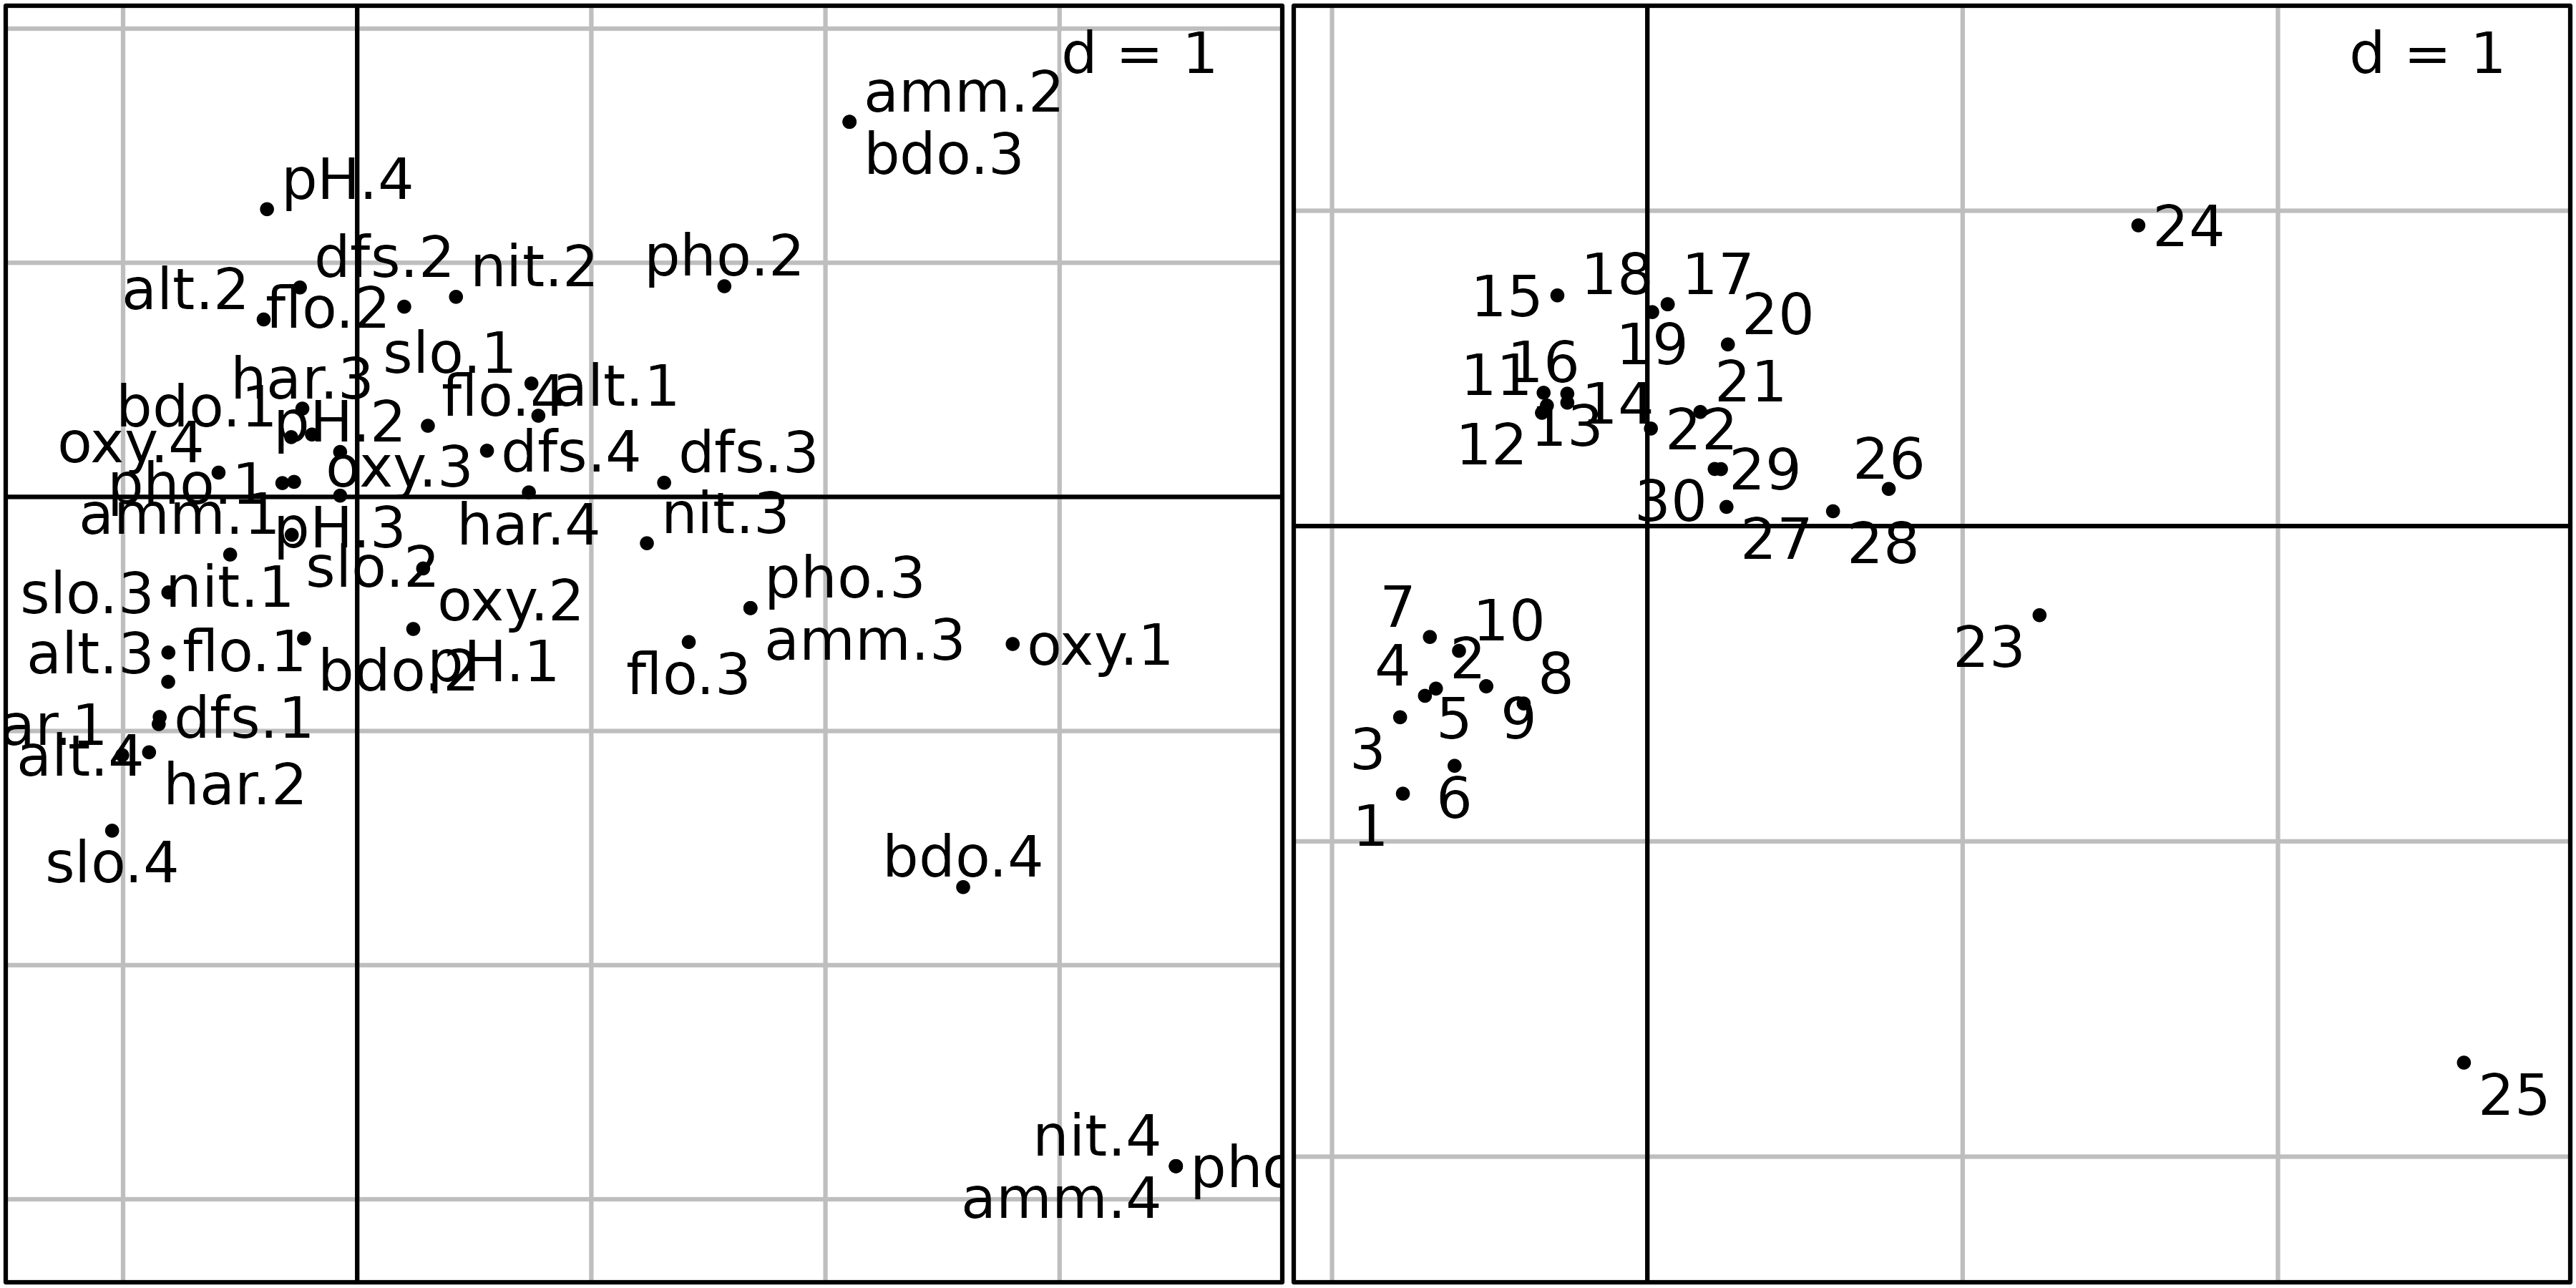 d = 1
amm.2
bdo.3
pH.4
dfs.2
nit.2
pho.2
alt.2
flo.2
slo.1
har.3
flo.4
alt.1
bdo.1
pH.2
oxy.4
oxy.3
dfs.4
dfs.3
pho.1
amm.1
pH.3
har.4
nit.3
slo.2
slo.3
nit.1
oxy.2
pho.3
amm.3
oxy.1
alt.3
flo.1
bdo.2
pH.1
flo.3
ar.1
dfs.1
alt.4
har.2
slo.4
bdo.4
nit.4
pho
amm.4
d = 1
24
18
17
15
20
19
16
11
21
14
13
12
22
29
26
30
27
28
7
10
4
2
8
23
5
9
3
6
1
25